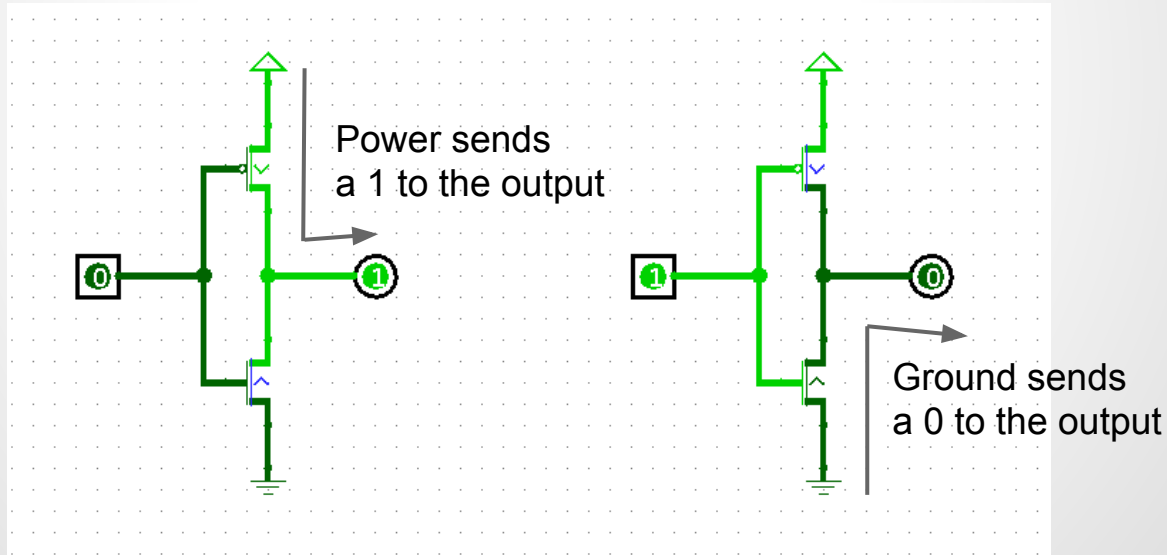 Power sends
a 1 to the output
0
1
1
0
Ground sends
a 0 to the output